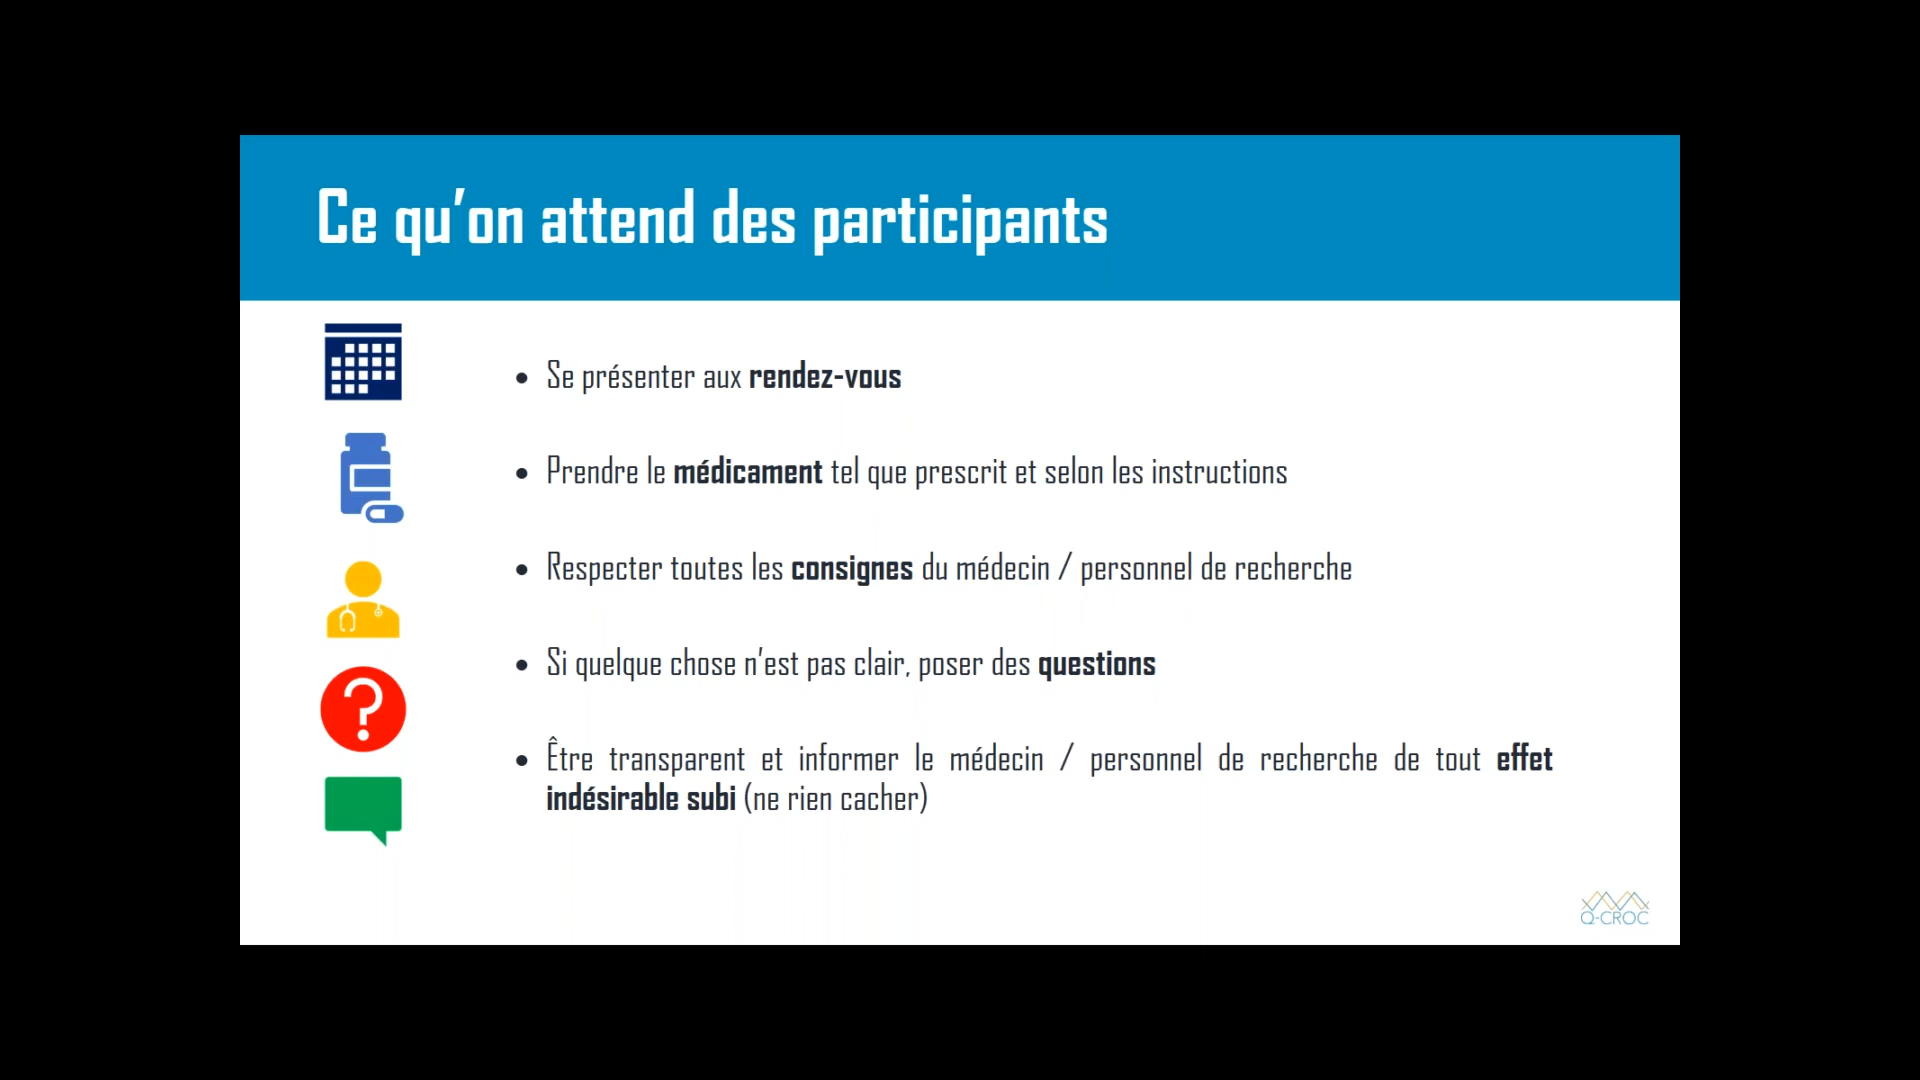 Ce qu’on attend des participants
• Se présenter aux rendez-vous
• Prendre le médicament tel que prescrit et selon les instructions
• Respecter toutes les consignes du médecin / personnel de recherche
• Si quelque chose n’est pas clair, poser des questions
• Être transparent et informer le médecin / personnel de recherche de tout effet
indésirable subi (ne rien cacher)
?
Q-CROC